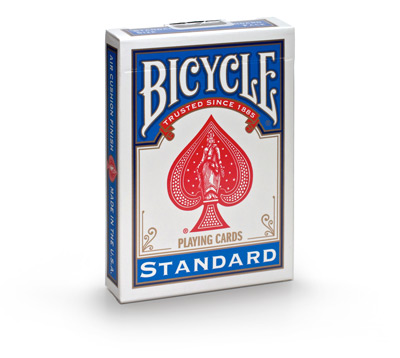 BICYCLE
TRUSTED SINCE 1885
® PLAYING CARDS
STANDARD
AIR CUSHION FINISH
MADE IN THE U.S.A.